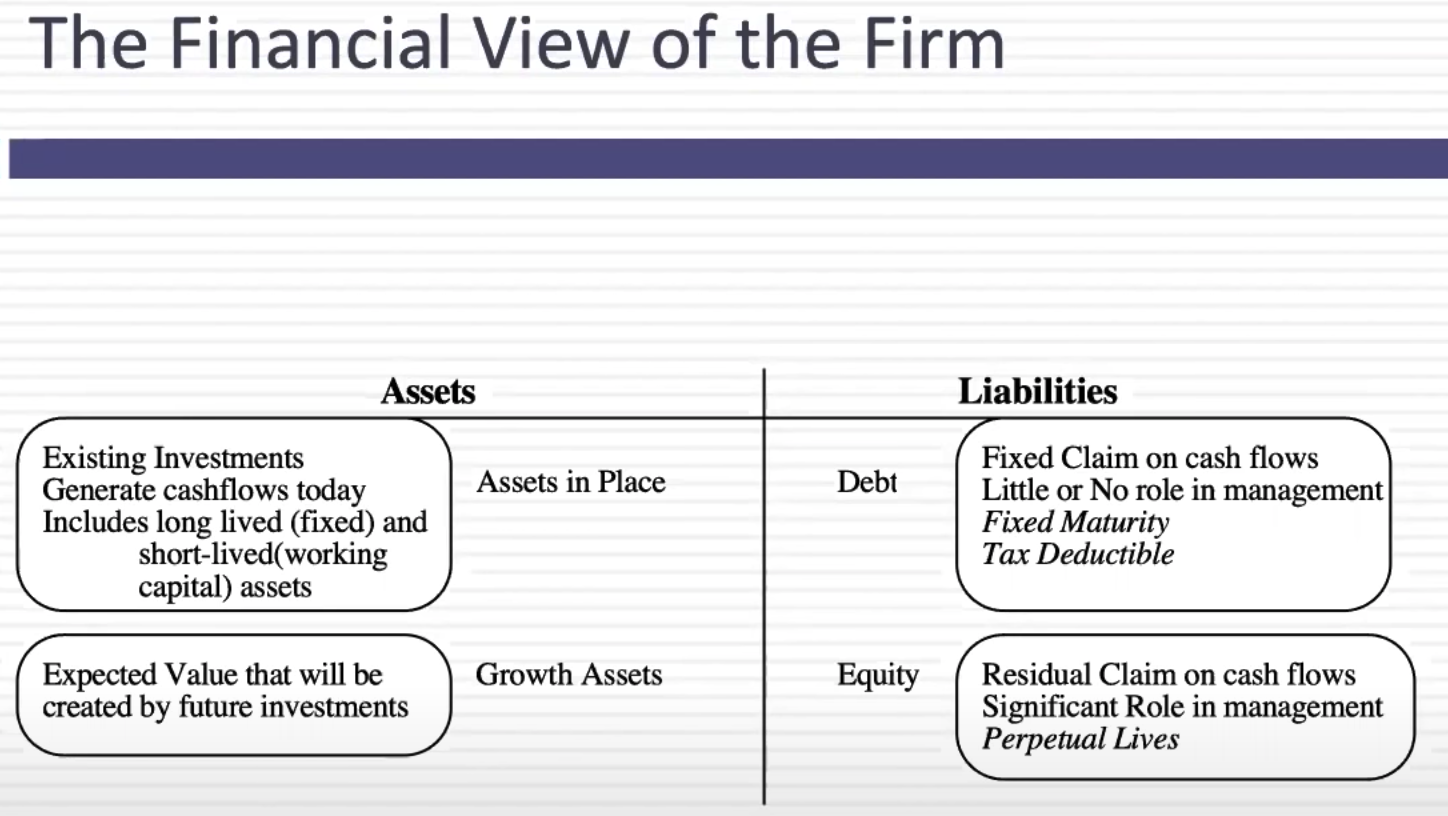 The Financial View of the Firm
Assets
Liabilities
Existing Investments
Generate cashflows today
Includes long lived (fixed) and
short-lived(working
capital) assets
Assets in Place
Debt
Fixed Claim on cash flows
Little or No role in management
Fixed Maturity
Tax Deductible
Expected Value that will be
created by future investments
Growth Assets
Equity
Residual Claim on cash flows
Significant Role in management
Perpetual Lives